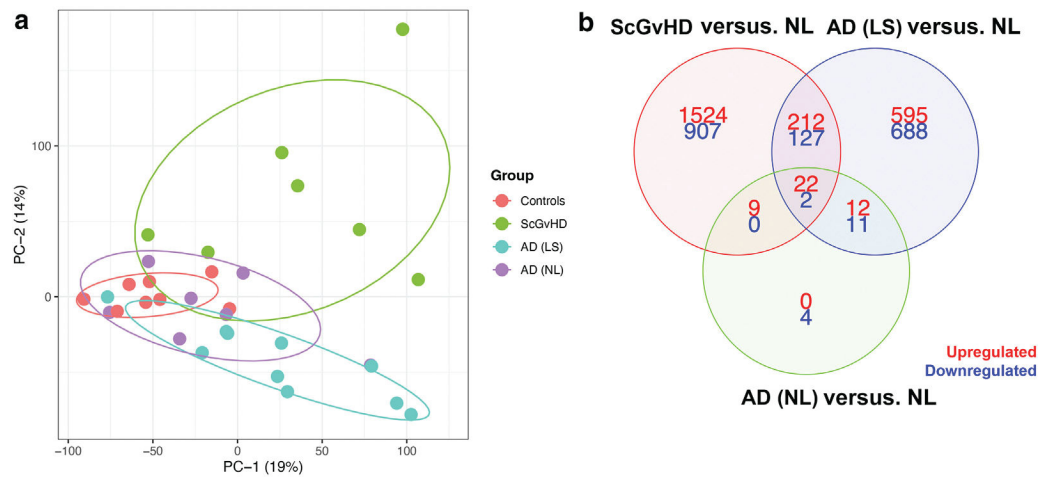 a
100
0
PC-2 (14%)
−100
−50
0
50
100
PC−1 (19%)
Group
Controls
ScGvHD
AD (LS)
AD (NL)
b
ScGvHD versus. NL
AD (LS) versus. NL
1524
907
212
127
595
688
22
2
9
0
12
11
0
4
Upregulated
Downregulated
AD (NL) versus. NL